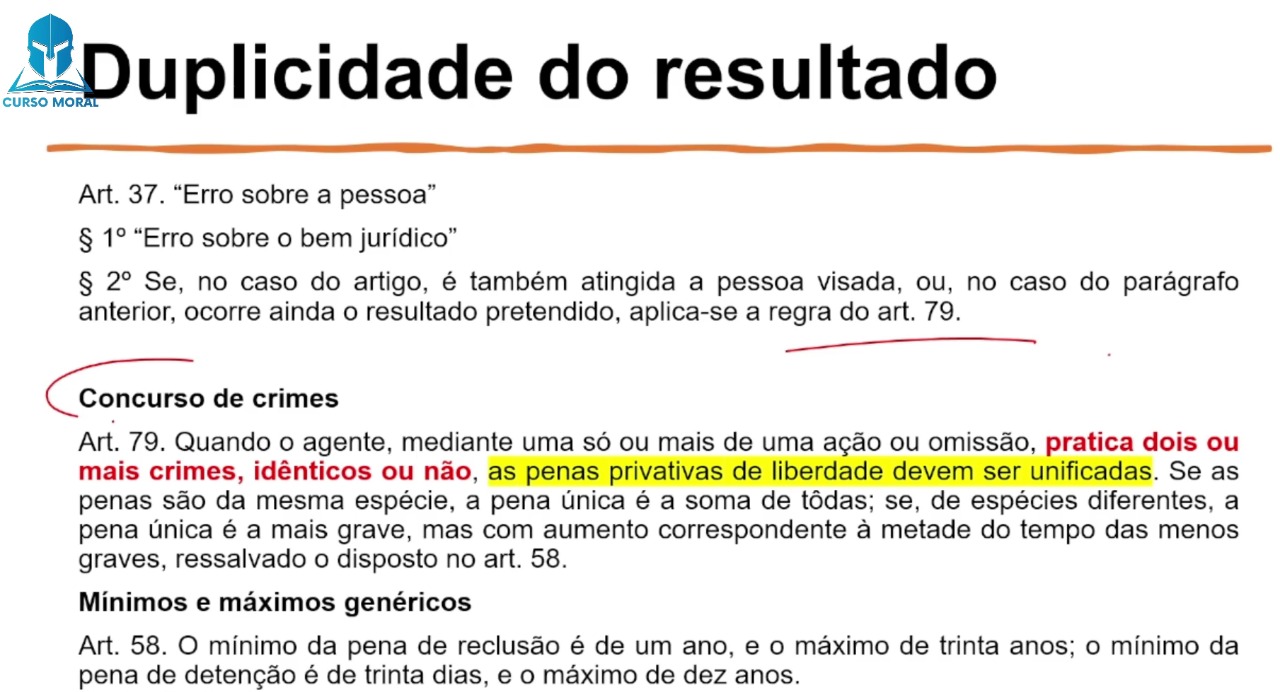 Duplicidade do resultado
CURSO MORAL
Art. 37. “Erro sobre a pessoa”
§ 1º “Erro sobre o bem jurídico”
§ 2º Se, no caso do artigo, é também atingida a pessoa visada, ou, no caso do parágrafo
anterior, ocorre ainda o resultado pretendido, aplica-se a regra do art. 79.
Concurso de crimes
Art. 79. Quando o agente, mediante uma só ou mais de uma ação ou omissão, pratica dois ou
mais crimes, idênticos ou não, as penas privativas de liberdade devem ser unificadas. Se as
penas são da mesma espécie, a pena única é a soma de tôdas; se, de espécies diferentes, a
pena única é a mais grave, mas com aumento correspondente à metade do tempo das menos
graves, ressalvado o disposto no art. 58.
Mínimos e máximos genéricos
Art. 58. O mínimo da pena de reclusão é de um ano, e o máximo de trinta anos; o mínimo da
pena de detenção é de trinta dias, e o máximo de dez anos.